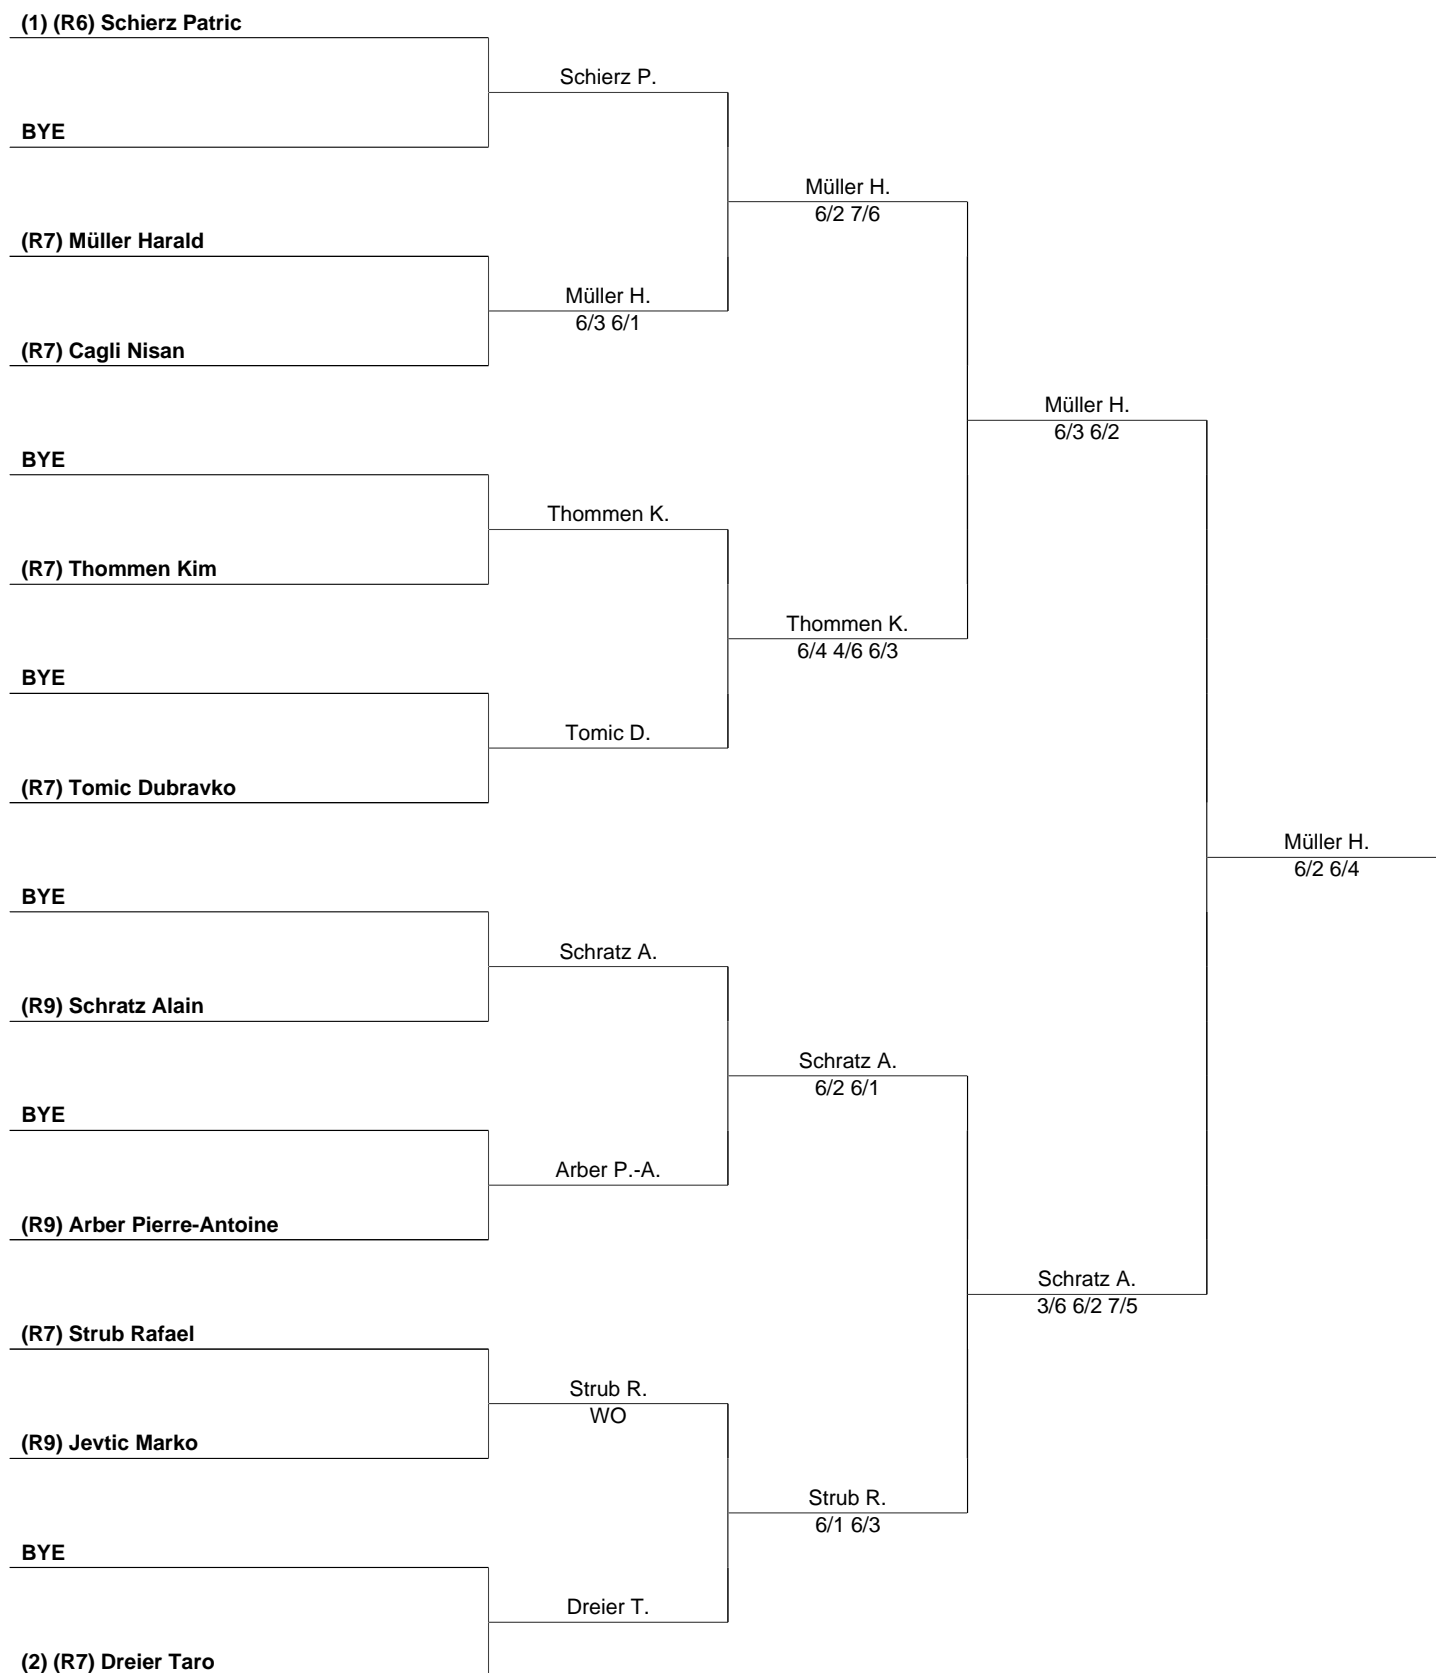 (1) (R6) Schierz Patric
Schierz P.
BYE
Müller H.
6/2 7/6
(R7) Müller Harald
Müller H.
6/3 6/1
(R7) Cagli Nisan
Müller H.
6/3 6/2
BYE
Thommen K.
(R7) Thommen Kim
Thommen K.
6/4 4/6 6/3
BYE
Tomic D.
(R7) Tomic Dubravko
Müller H.
6/2 6/4
BYE
Schratz A.
(R9) Schratz Alain
Schratz A.
6/2 6/1
BYE
Arber P.-A.
(R9) Arber Pierre-Antoine
Schratz A.
3/6 6/2 7/5
(R7) Strub Rafael
Strub R.
WO
(R9) Jevtic Marko
Strub R.
6/1 6/3
BYE
Dreier T.
(2) (R7) Dreier Taro